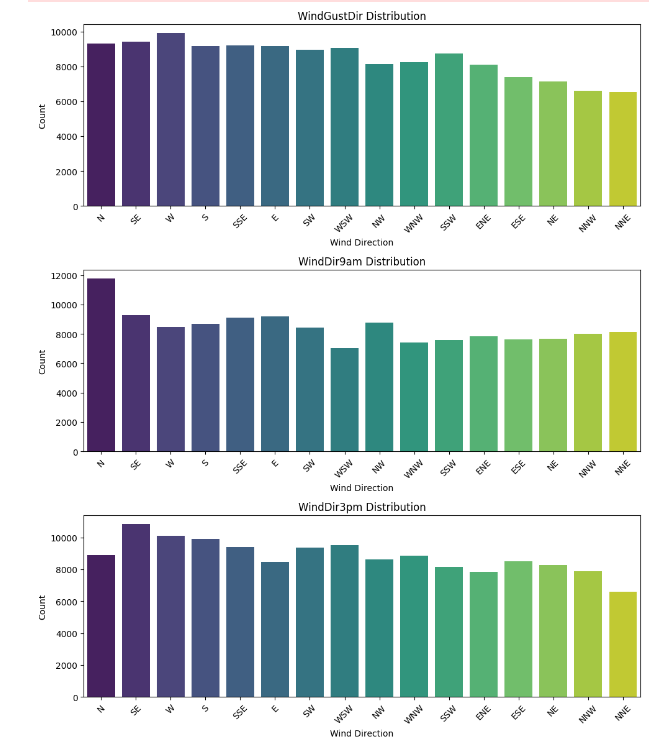 WindGustDir Distribution
10000
8000
6000
4000
2000
0
Count
N SE W S SSE E SW WSW NW WNW SSW ENE ESE NE NNW NNE
Wind Direction
WindDir9am Distribution
12000
10000
8000
6000
4000
2000
0
Count
N SE W S SSE E SW WSW NW WNW SSW ENE ESE NE NNW NNE
Wind Direction
WindDir3pm Distribution
10000
8000
6000
4000
2000
0
Count
N SE W S SSE E SW WSW NW WNW SSW ENE ESE NE NNW NNE
Wind Direction